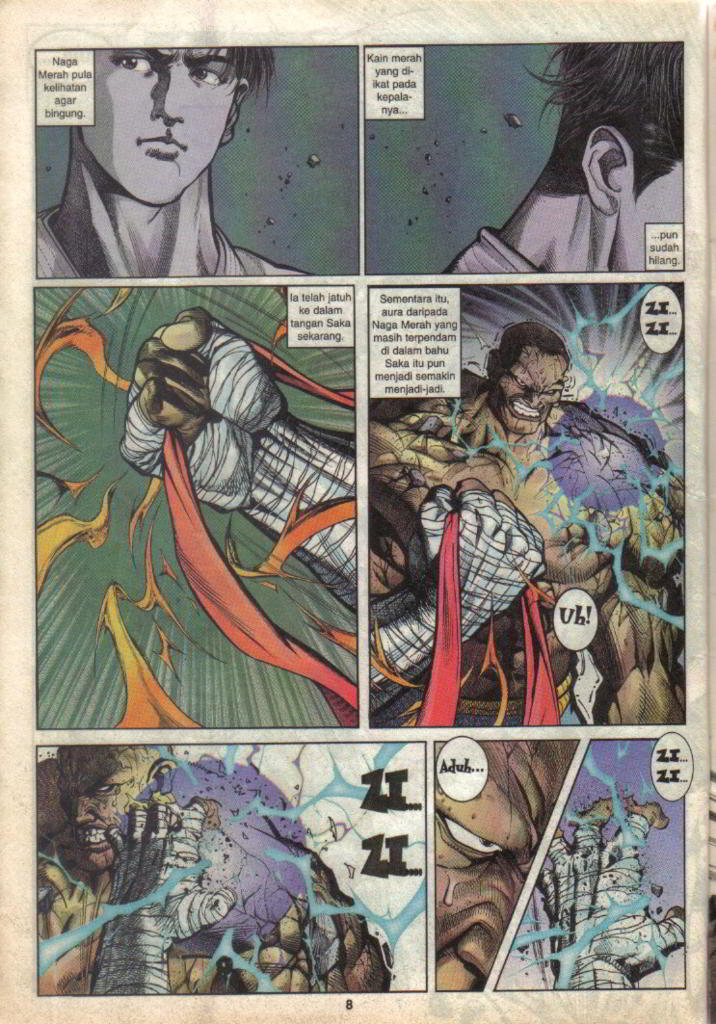 Naga
Merah pula
kelihatan
agar
bingung.
Kain merah
yang di-
ikat pada
kepala-
nya...
...pun
sudah
hilang.
Ia telah jatuh
ke dalam
tangan Saka
sekarang.
Sementara itu,
aura daripada
Naga Merah yang
masih terpendam
di dalam bahu
Saka itu pun
menjadi semakin
menjadi-jadi.
ZI...
ZI...
Uh!
ZI...
ZI...
Aduh...
ZI...
ZI...
8